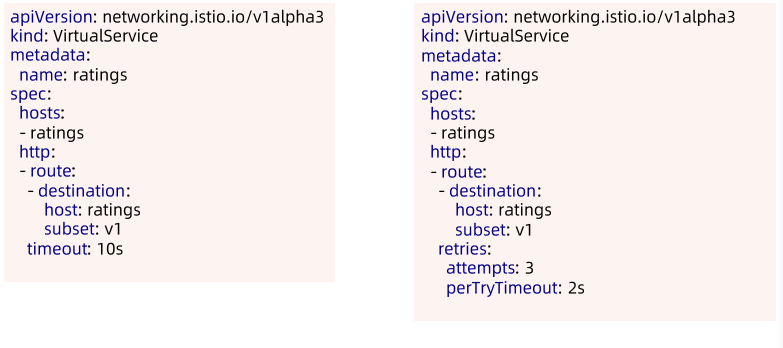 apiVersion: networking.istio.io/v1alpha3
kind: VirtualService
metadata:
  name: ratings
spec:
  hosts:
  - ratings
  http:
  - route:
    - destination:
        host: ratings
        subset: v1
    timeout: 10s
apiVersion: networking.istio.io/v1alpha3
kind: VirtualService
metadata:
  name: ratings
spec:
  hosts:
  - ratings
  http:
  - route:
    - destination:
        host: ratings
        subset: v1
    retries:
      attempts: 3
      perTryTimeout: 2s